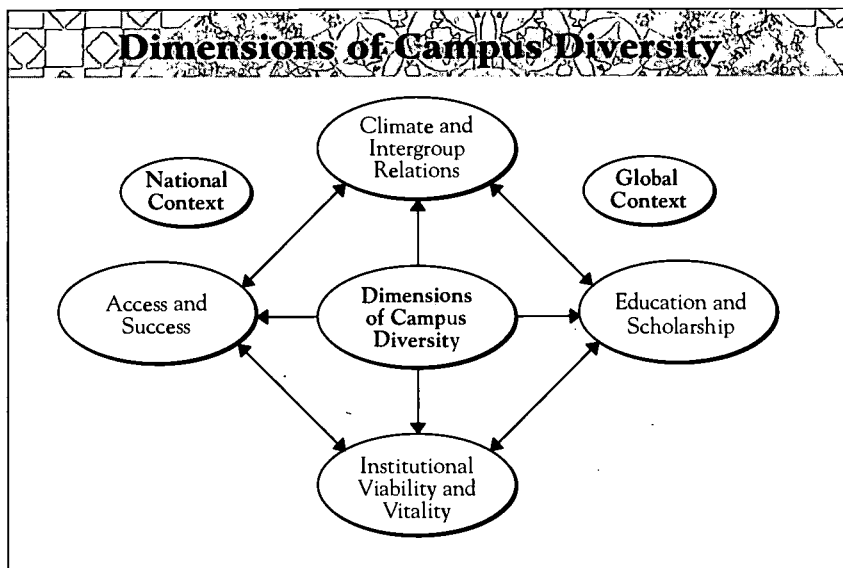 Dimensions of Campus Diversity
Climate and
Intergroup
Relations
National
Context
Global
Context
Access and
Success
Dimensions
of Campus
Diversity
Education and
Scholarship
Institutional
Viability and
Vitality